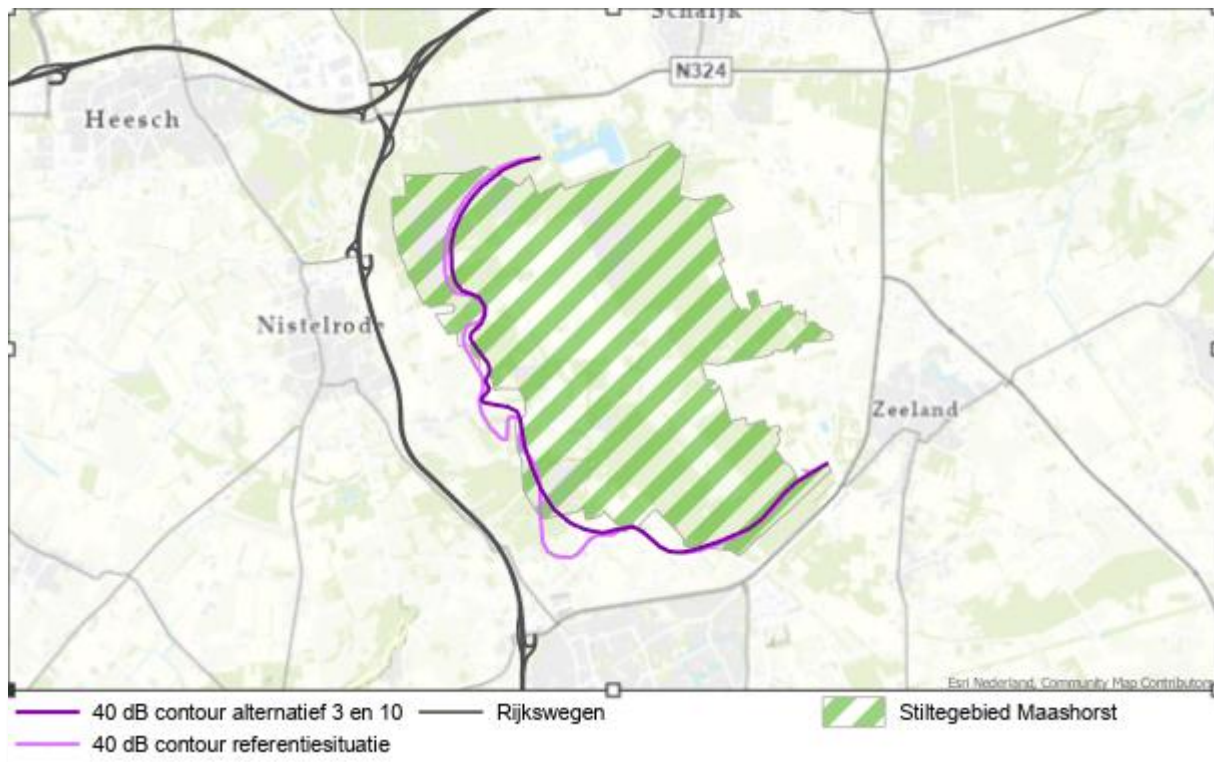 Schaijk
N324
Heesch
Nistelrode
Zeeland
Esri Nederland, Community Map Contributors
40 dB contour alternatief 3 en 10
Rijkswegen
Stiltegebied Maashorst
40 dB contour referentiesituatie